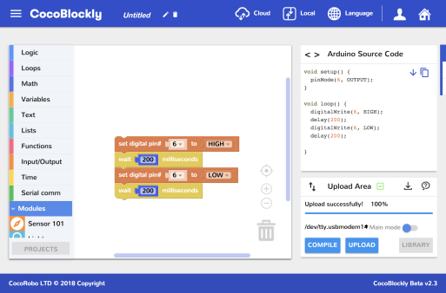 CocoBlockly
Untitled
Cloud
Local
Language
Logic
Loops
Math
Variables
Text
Lists
Functions
Input/Output
Time
Serial comm
Modules
Sensor 101
PROJECTS
set digital pin# 6 to HIGH
wait 200 milliseconds
set digital pin# 6 to LOW
wait 200 milliseconds
< > Arduino Source Code
void setup() {
pinMode(6, OUTPUT);
}
void loop() {
digitalWrite(6, HIGH);
delay(200);
digitalWrite(6, LOW);
delay(200);
}
Upload Area
Upload successfully! 100%
/dev/tty.usbmodem14 Main mode
COMPILE
UPLOAD
LIBRARY
CocoRobo LTD © 2018 Copyright
CocoBlockly Beta v2.3